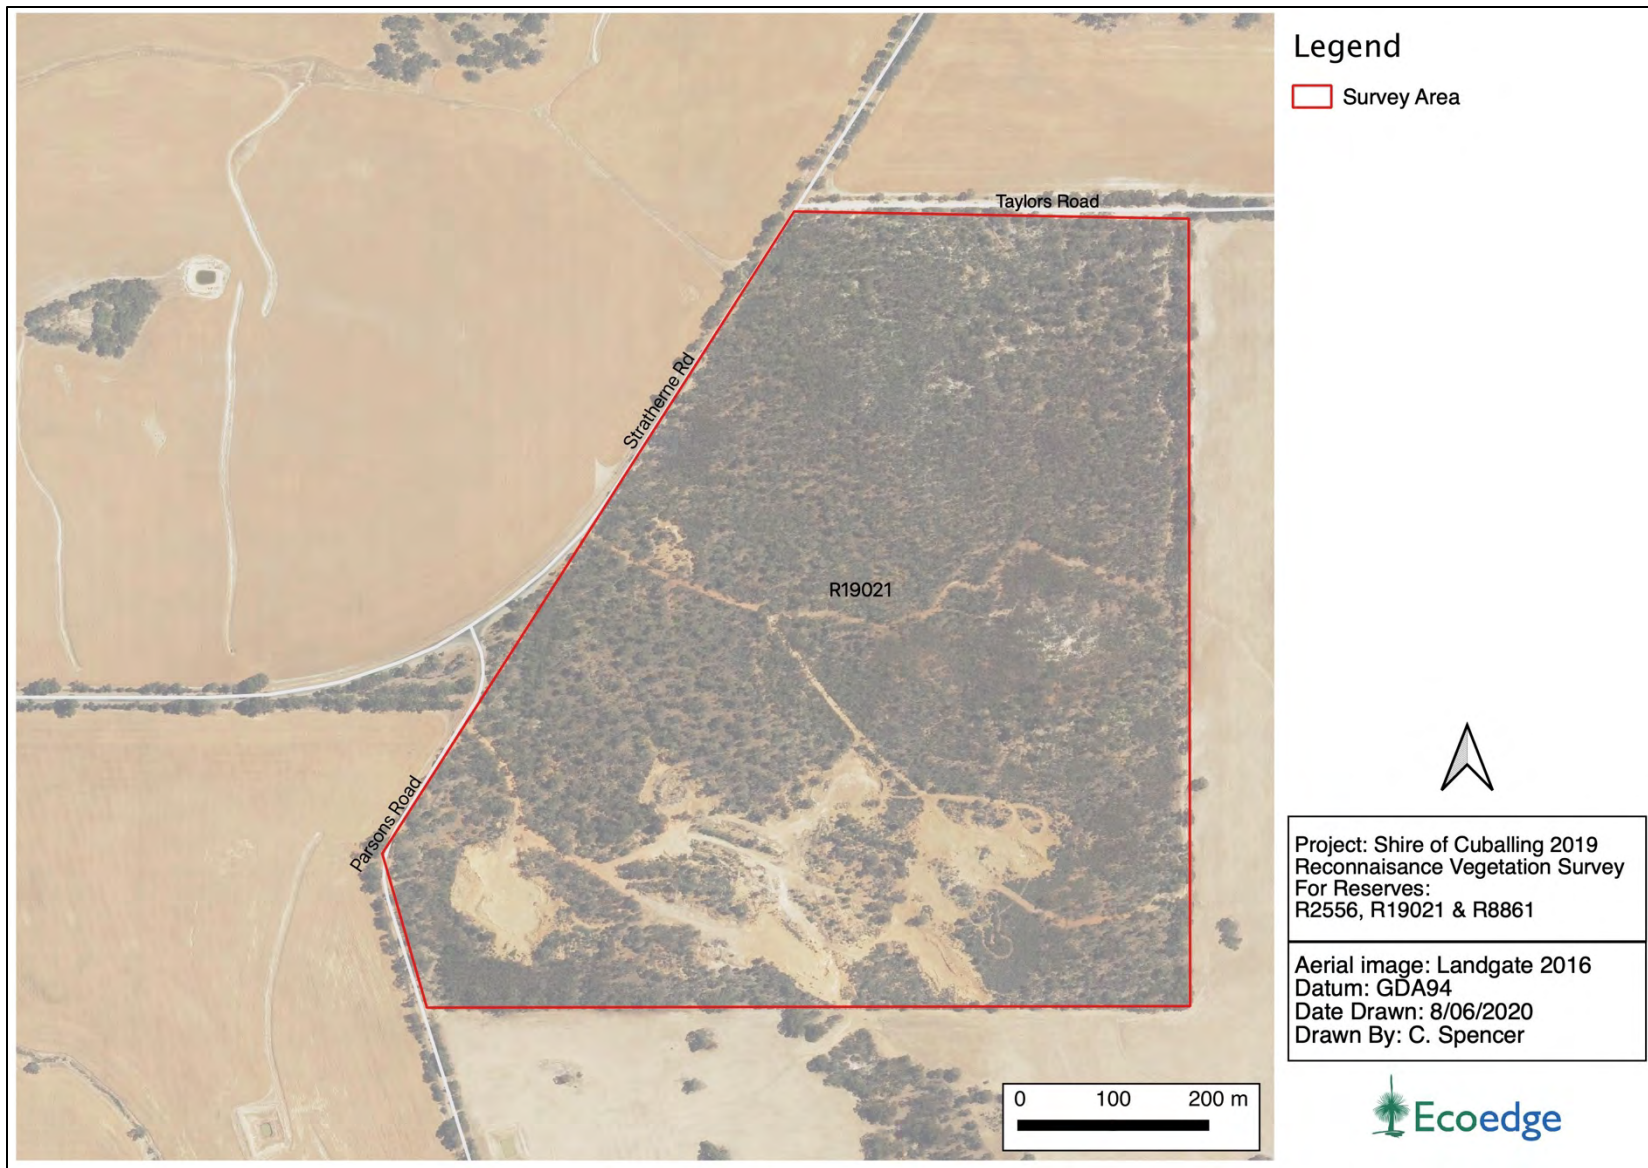 Legend
Survey Area
Taylors Road
Stratherne Rd
R19021
Parsons Road
Project: Shire of Cuballing 2019
Reconnaisance Vegetation Survey
For Reserves:
R2556, R19021 & R8861
Aerial image: Landgate 2016
Datum: GDA94
Date Drawn: 8/06/2020
Drawn By: C. Spencer
0 100 200 m
Ecoedge